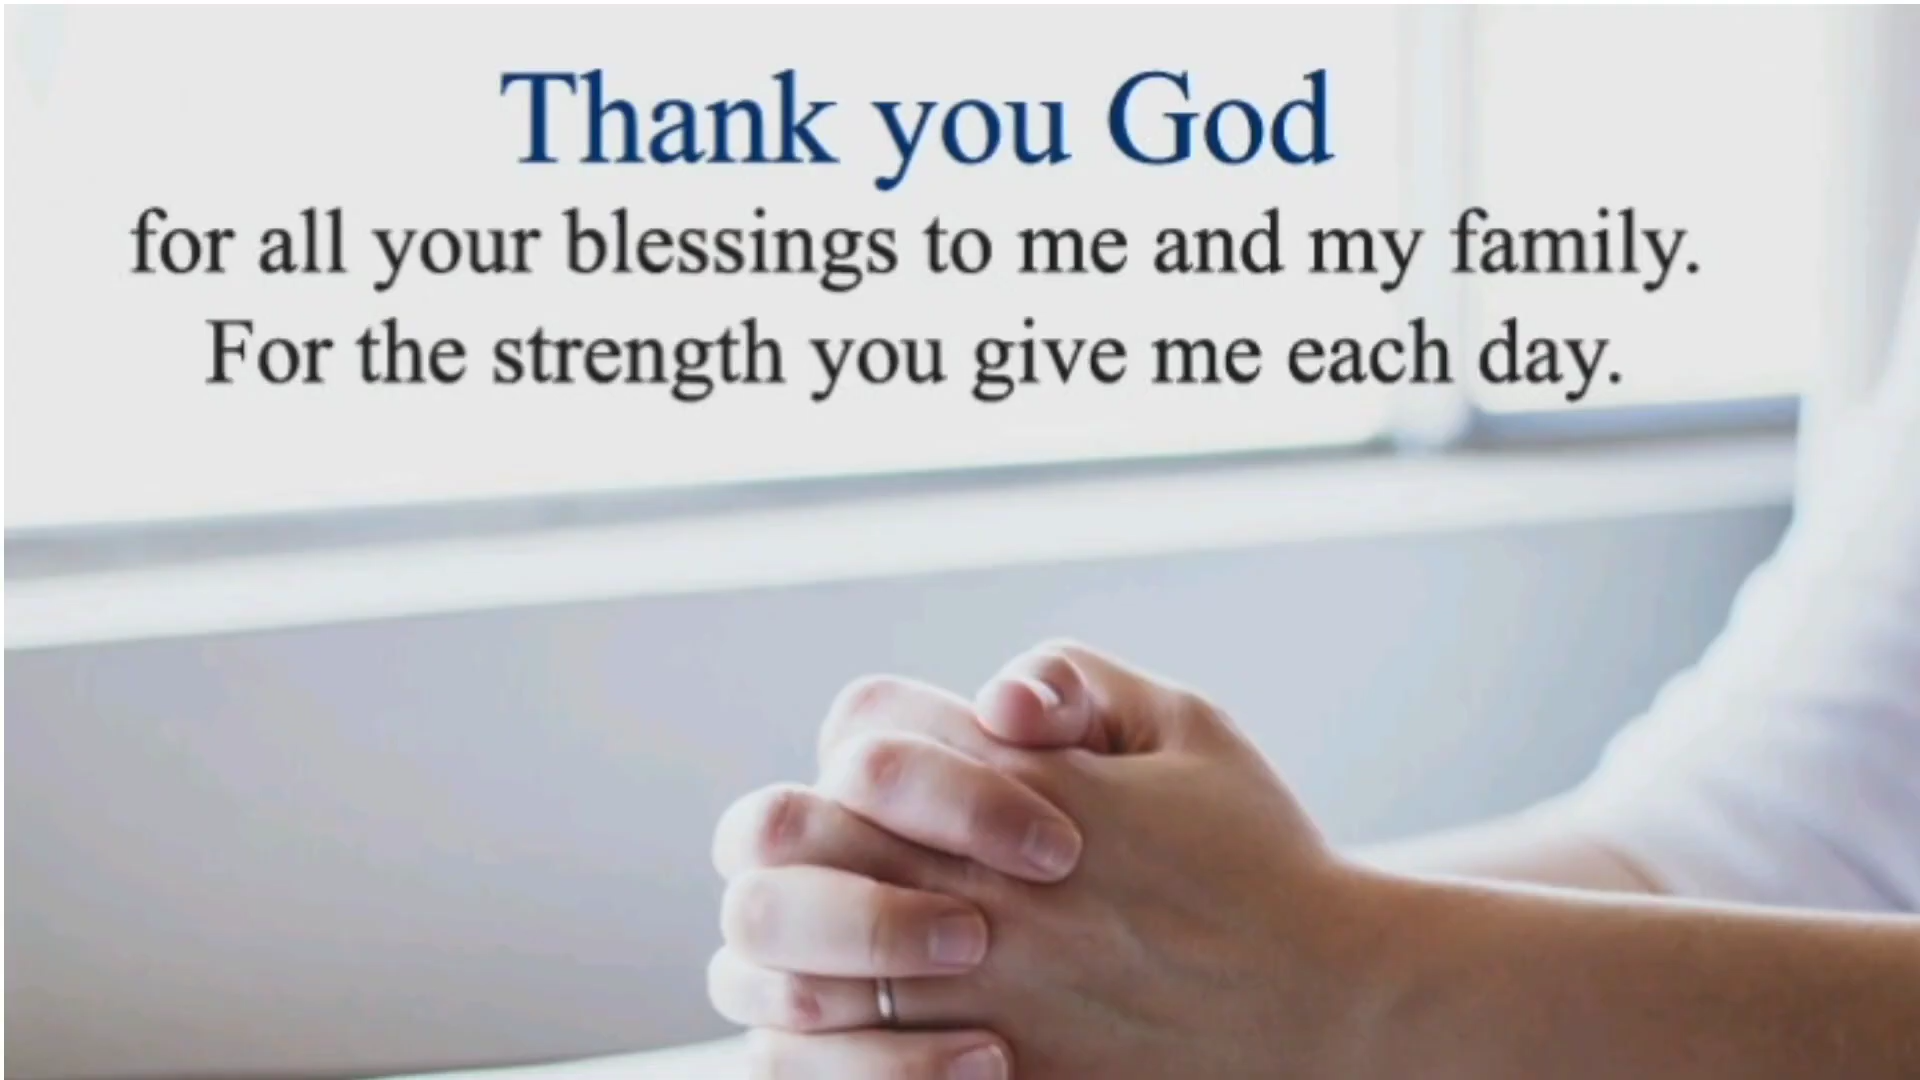 Thank you God
for all your blessings to me and my family.
For the strength you give me each day.